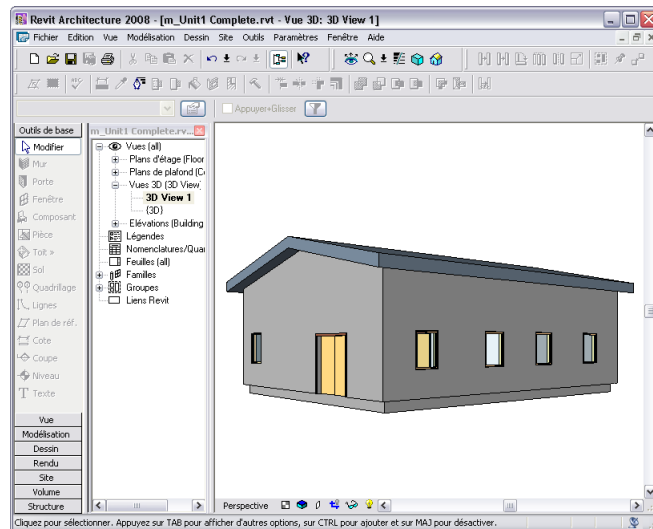 Revit Architecture 2008 - [m_Unit1 Complete.rvt - Vue 3D: 3D View 1]
Fichier Edition Vue Modélisation Dessin Site Outils Paramètres Fenêtre Aide
Appuyer+Glisser
Outils de base
Modifier
Mur
Porte
Fenêtre
Composant
Pièce
Toit >
Sol
Quadrillage
Lignes
Plan de réf.
Cote
Coupe
Niveau
Texte
Vue
Modélisation
Dessin
Rendu
Site
Volume
Structure
m_Unit1 Complete.rv...
Vues (all)
Plans d'étage (Floor
Plans de plafond (C
Vues 3D (3D View
3D View 1
{3D}
Elévations (Building
Légendes
Nomenclatures/Quar
Feuilles (all)
Familles
Groupes
Liens Revit
Perspective
Cliquez pour sélectionner. Appuyez sur TAB pour afficher d'autres options, sur CTRL pour ajouter et sur MAJ pour désactiver.